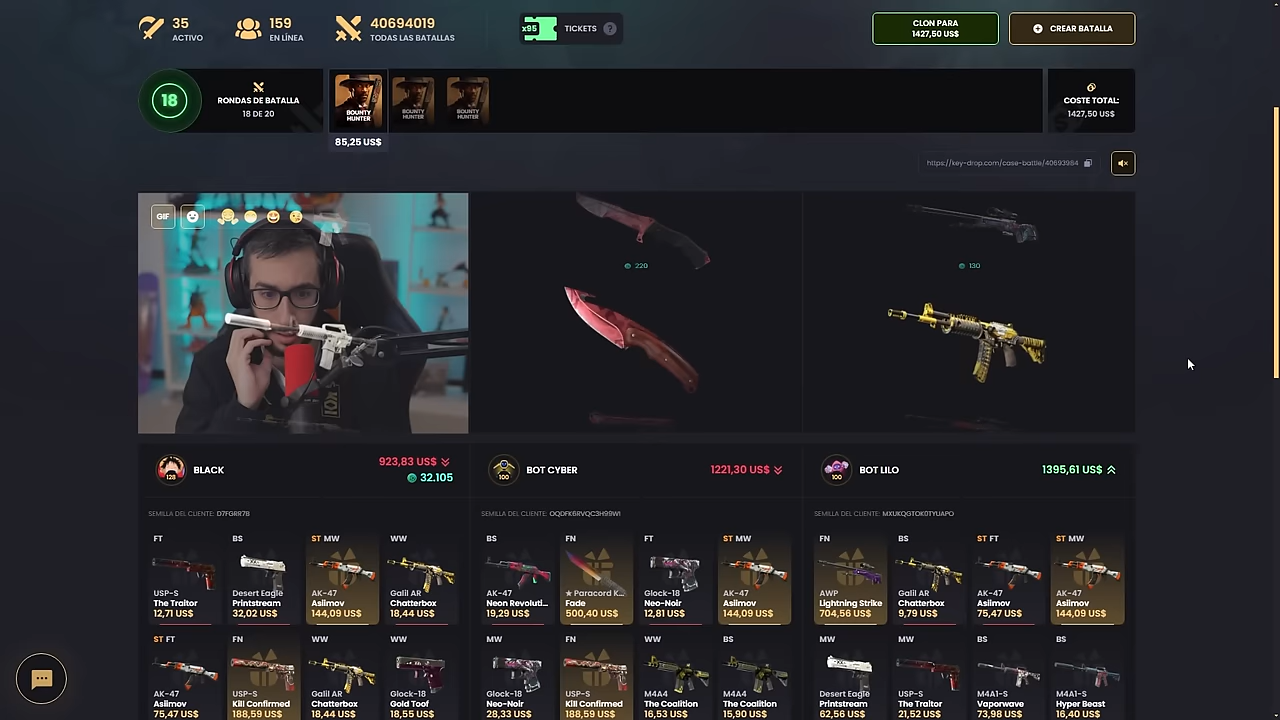 35
ACTIVO
159
EN LÍNEA
40694019
TODAS LAS BATALLAS
x95
TICKETS ?
CLON PARA
1427,50 US$
CREAR BATALLA
18
RONDAS DE BATALLA
18 DE 20
BOUNTY
HUNTER
BOUNTY
HUNTER
BOUNTY
HUNTER
85,25 US$
COSTE TOTAL:
1427,50 US$
https://key-drop.com/case-battle/40693984
GIF
220
130
KOI
128
BLACK
923,83 US$
32.105
100
BOT CYBER
1221,30 US$
100
BOT LILO
1395,61 US$
SEMILLA DEL CLIENTE: D7FGRR7B
SEMILLA DEL CLIENTE: OQDFK6RVQC3H99WI
SEMILLA DEL CLIENTE: MXUKQGTOK0TYUAPO
FT
USP-S
The Traitor
12,71 US$
BS
Desert Eagle
Printstream
32,02 US$
ST MW
AK-47
Asiimov
144,09 US$
WW
Galil AR
Chatterbox
18,44 US$
BS
AK-47
Neon Revoluti...
19,29 US$
FN
★ Paracord K...
Fade
500,40 US$
FT
Glock-18
Neo-Noir
12,81 US$
ST MW
AK-47
Asiimov
144,09 US$
FN
AWP
Lightning Strike
704,56 US$
BS
Galil AR
Chatterbox
9,79 US$
ST FT
AK-47
Asiimov
75,47 US$
ST MW
AK-47
Asiimov
144,09 US$
ST FT
AK-47
Asiimov
75,47 US$
FN
USP-S
Kill Confirmed
188,59 US$
WW
Galil AR
Chatterbox
18,44 US$
WW
Glock-18
Gold Toof
18,55 US$
MW
Glock-18
Neo-Noir
28,33 US$
FN
USP-S
Kill Confirmed
188,59 US$
WW
M4A4
The Coalition
16,53 US$
BS
M4A4
The Coalition
15,90 US$
MW
Desert Eagle
Printstream
62,56 US$
MW
USP-S
The Traitor
21,52 US$
BS
M4A1-S
Vaporwave
73,98 US$
BS
M4A1-S
Hyper Beast
16,40 US$